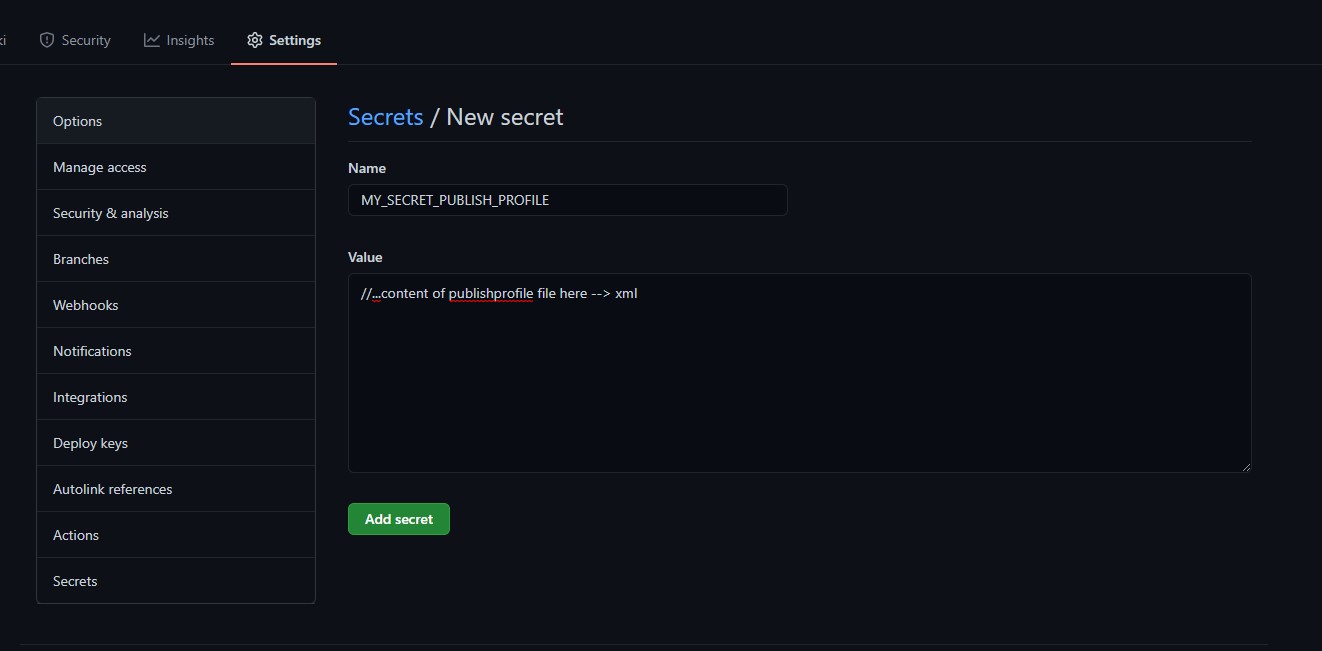 ki Security Insights Settings
Options
Manage access
Security & analysis
Branches
Webhooks
Notifications
Integrations
Deploy keys
Autolink references
Actions
Secrets
Secrets / New secret
Name
MY_SECRET_PUBLISH_PROFILE
Value
//...content of publishprofile file here --> xml
Add secret